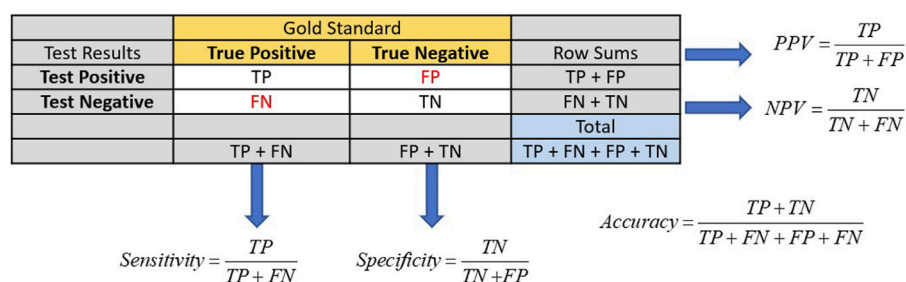 Gold Standard
Test Results True Positive True Negative Row Sums
Test Positive TP FP TP + FP
Test Negative FN TN FN + TN
Total
TP + FN FP + TN TP + FN + FP + TN
PPV = TP / TP + FP
NPV = TN / TN + FN
Sensitivity = TP / TP + FN
Specificity = TN / TN +FP
Accuracy = TP + TN / TP + FN + FP + FN